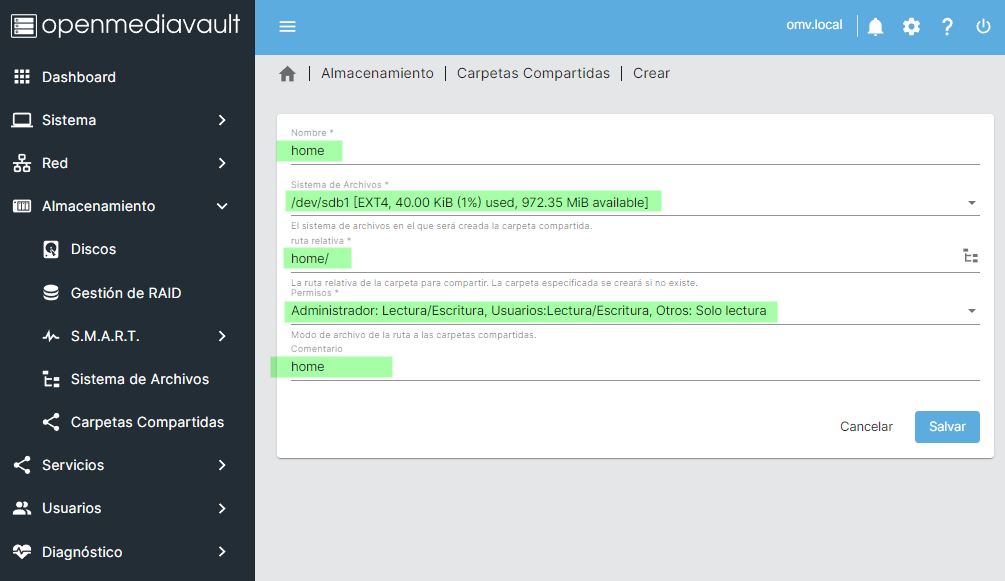 openmediavault
omv.local
Dashboard
Sistema
Red
Almacenamiento
Discos
Gestión de RAID
S.M.A.R.T.
Sistema de Archivos
Carpetas Compartidas
Servicios
Usuarios
Diagnóstico
| Almacenamiento | Carpetas Compartidas | Crear
Nombre *
home
Sistema de Archivos *
/dev/sdb1 [EXT4, 40.00 KiB (1%) used, 972.35 MiB available]
El sistema de archivos en el que será creada la carpeta compartida.
ruta relativa *
home/
La ruta relativa de la carpeta para compartir. La carpeta especificada se creará si no existe.
Permisos *
Administrador: Lectura/Escritura, Usuarios:Lectura/Escritura, Otros: Solo lectura
Modo de archivo de la ruta a las carpetas compartidas.
Comentario
home
Cancelar
Salvar